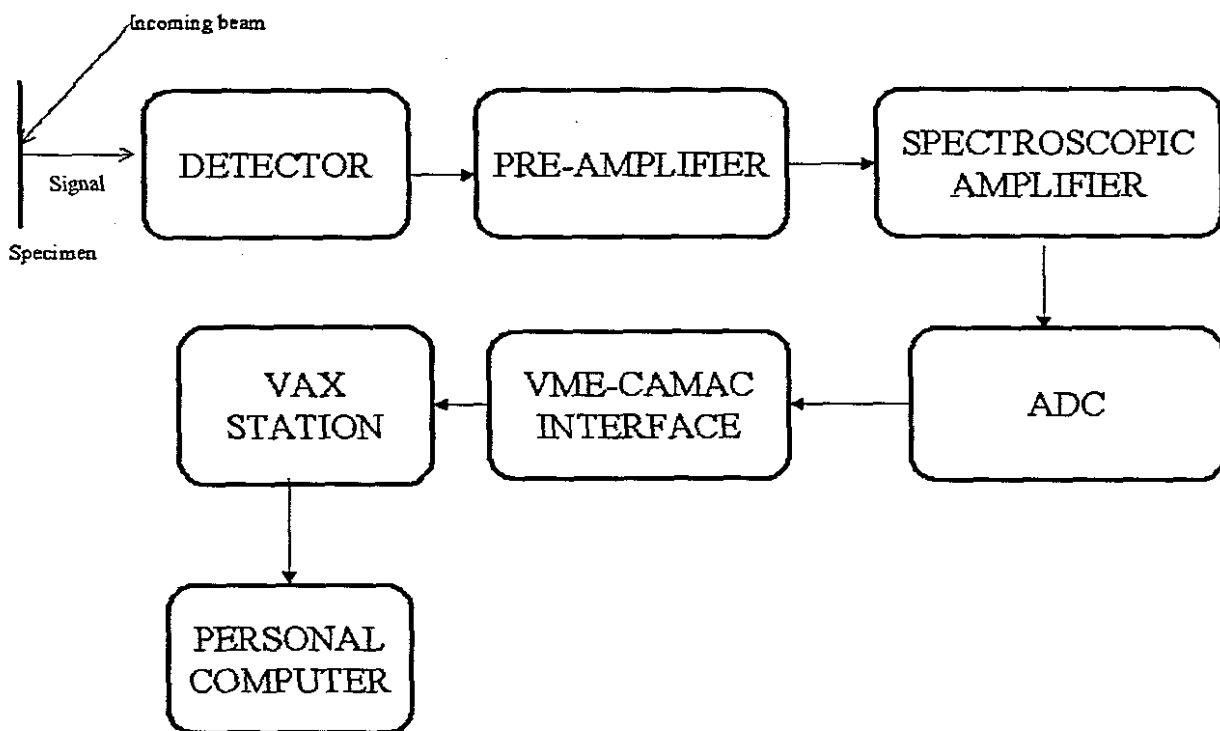 Incoming beam
Signal
Specimen
DETECTOR
PRE-AMPLIFIER
SPECTROSCOPIC
AMPLIFIER
VAX
STATION
VME-CAMAC
INTERFACE
ADC
PERSONAL
COMPUTER